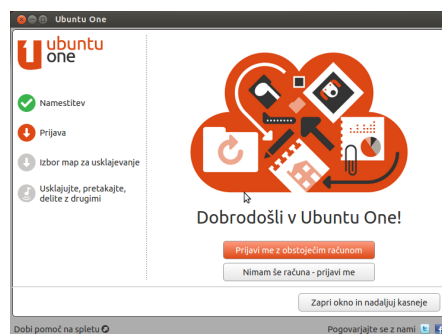 Ubuntu One
ubuntu
one
Namestitev
Prijava
Izbor map za usklajevanje
Usklajujte, pretakajte,
delite z drugimi
Dobrodošli v Ubuntu One!
Prijavi me z obstoječim računom
Nimam še računa - prijavi me
Zapri okno in nadaljuj kasneje
Dobi pomoč na spletu
Pogovarjajte se z nami